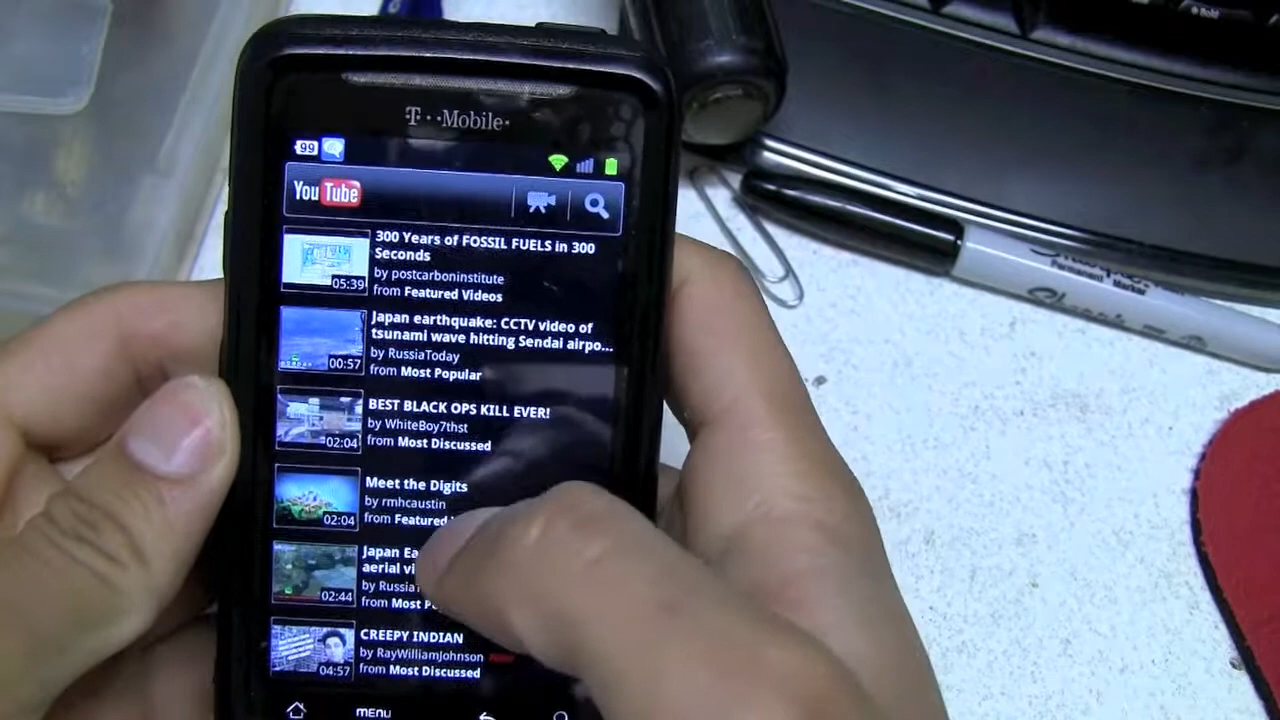 T··Mobile·
99
YouTube
300 Years of FOSSIL FUELS in 300
Seconds
by postcarboninstitute
from Featured Videos
05:39
Japan earthquake: CCTV video of
tsunami wave hitting Sendai airpo...
by RussiaToday
from Most Popular
00:57
BEST BLACK OPS KILL EVER!
by WhiteBoy7thst
from Most Discussed
02:04
Meet the Digits
by rmhcaustin
from Featured
02:04
Japan
aerial
by
from Most
02:44
CREEPY INDIAN
by RayWilliamJohnson
from Most Discussed
04:57
MENU
Permanent Marker